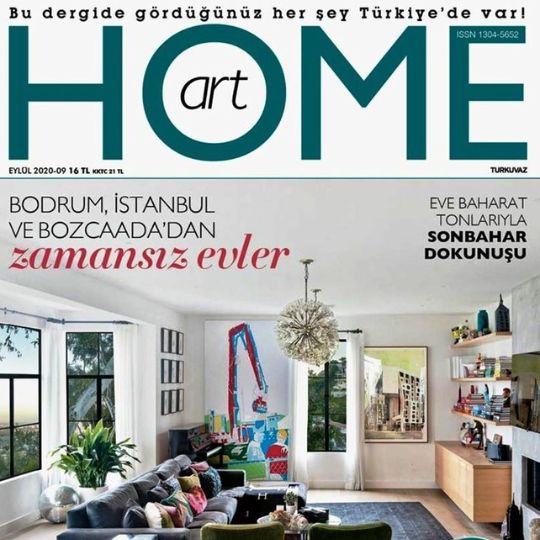 Bu dergide gördüğünüz her şey Türkiye'de var!
ISSN 1304-5652
HOME
art
EYLÜL 2020-09 16 TL KKTC 21 TL
TURKUVAZ
BODRUM, İSTANBUL
VE BOZCAADA'DAN
zamansız evler
EVE BAHARAT
TONLARIYLA
SONBAHAR
DOKUNUŞU